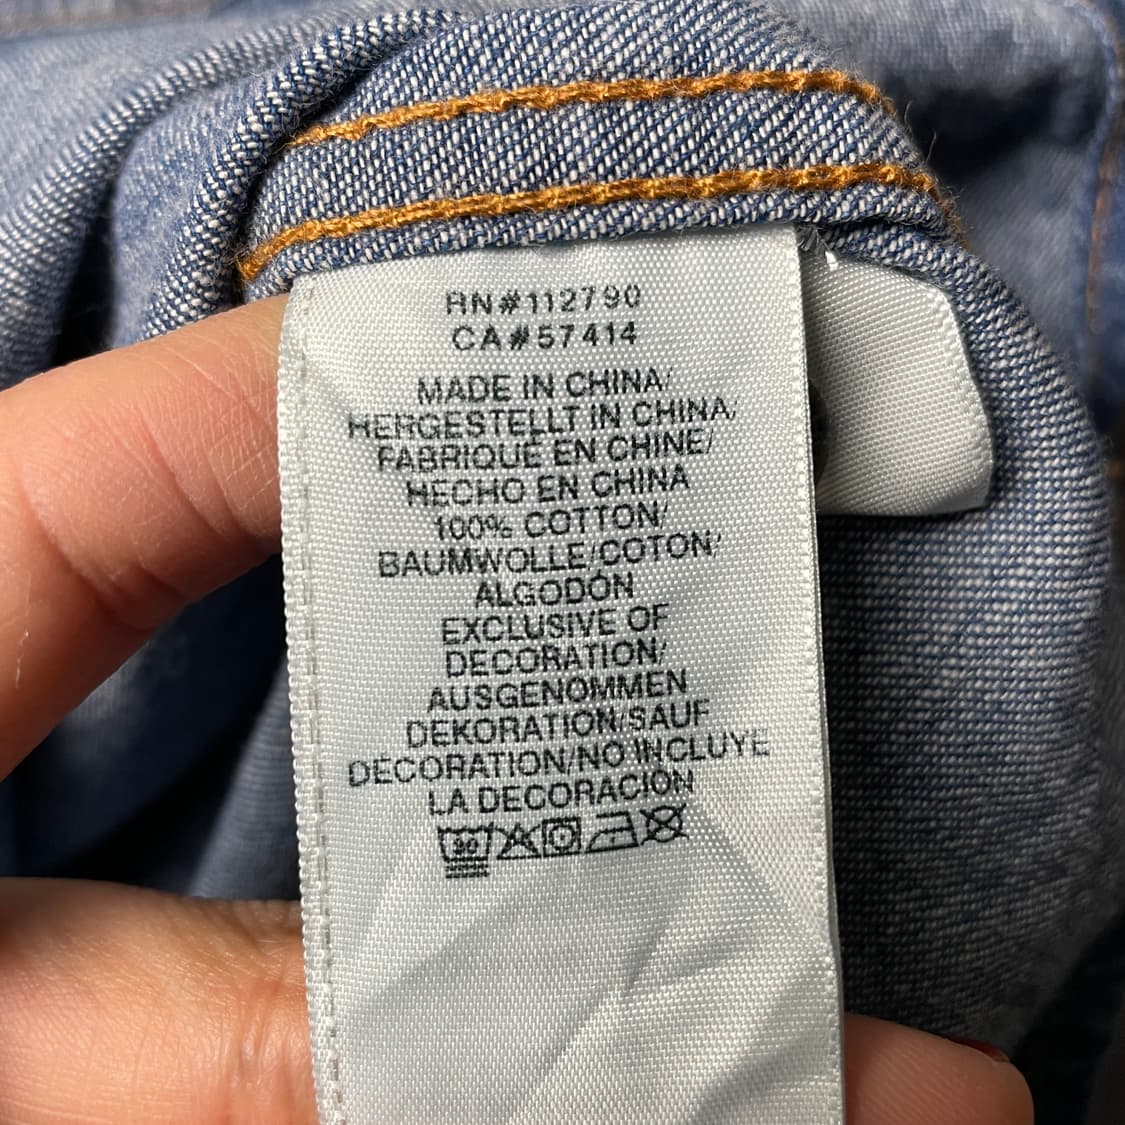 RN#112790
CA#57414
MADE IN CHINA/
HERGESTELLT IN CHINA/
FABRIQUÉ EN CHINE/
HECHO EN CHINA
100% COTTON/
BAUMWOLLE/COTON/
ALGODÓN
EXCLUSIVE OF
DECORATION/
AUSGENOMMEN
DEKORATION/SAUF
DÉCORATION/NO INCLUYE
LA DECORACIÓN
30